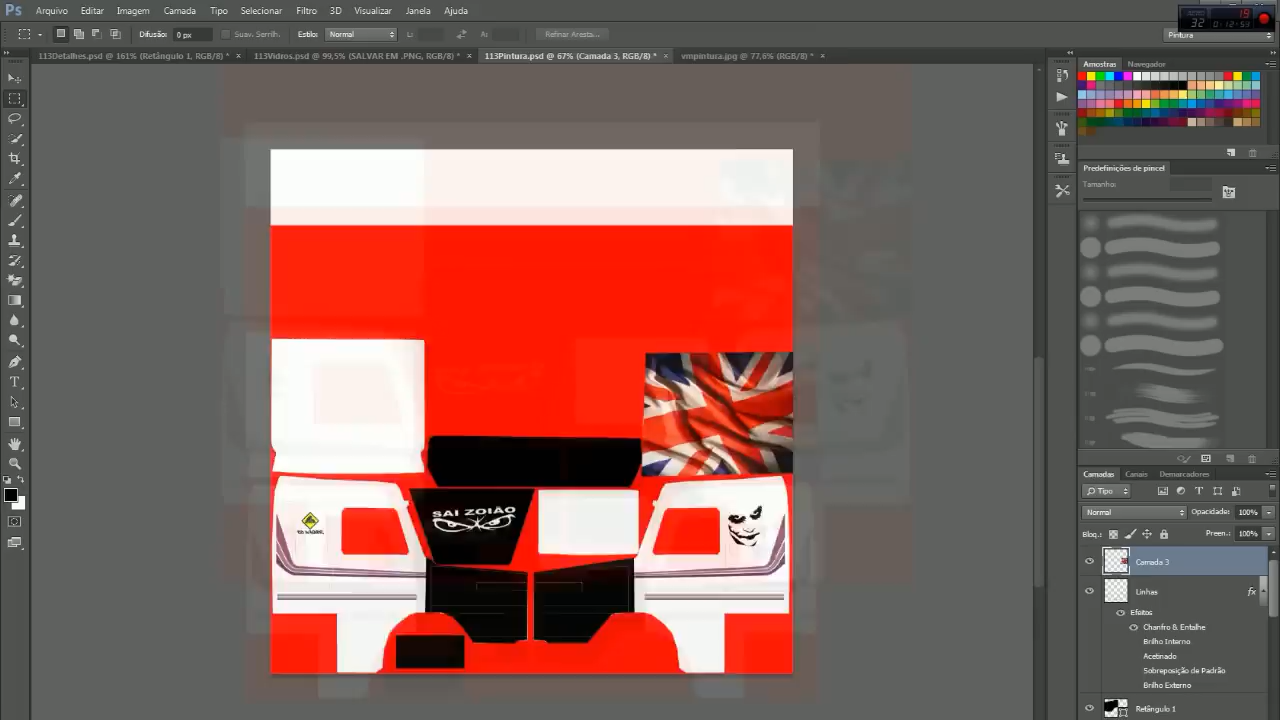 Ps Arquivo Editar Imagem Camada Tipo Selecionar Filtro 3D Visualizar Janela Ajuda
Difusão: 0 px Suav. Serrilh. Estilo: Normal L: A: Refinar Aresta... Pintura
113Detalhes.psd @ 161% (Retângulo 1, RGB/8) * × 113Vidros.psd @ 99,5% (SALVAR EM .PNG, RGB/8) * × 113Pintura.psd @ 67% (Camada 3, RGB/8) * × vmpintura.jpg @ 77,6% (RGB/8) * ×
Amostras Navegador
Predefinições de pincel
Tamanho:
SAI ZOIÃO
Camadas Canais Demarcadores
Tipo
Normal Opacidade: 100%
Bloq.: Preen.: 100%
Camada 3
Linhas fx
Efeitos
Chanfro & Entalhe
Brilho Interno
Acetinado
Sobreposição de Padrão
Brilho Externo
Retângulo 1